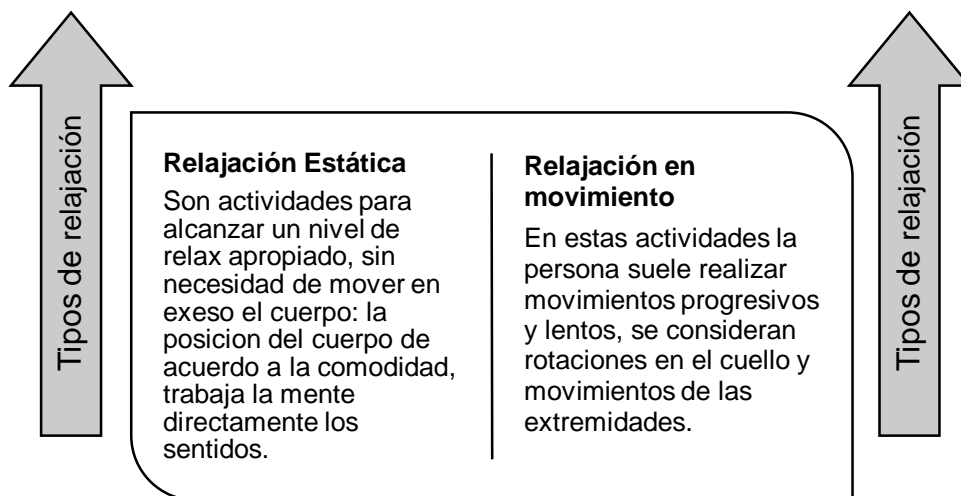 Tipos de relajación
Relajación Estática
Son actividades para
alcanzar un nivel de
relax apropiado, sin
necesidad de mover en
exeso el cuerpo: la
posicion del cuerpo de
acuerdo a la comodidad,
trabaja la mente
directamente los
sentidos.
Relajación en
movimiento
En estas actividades la
persona suele realizar
movimientos progresivos
y lentos, se consideran
rotaciones en el cuello y
movimientos de las
extremidades.
Tipos de relajación